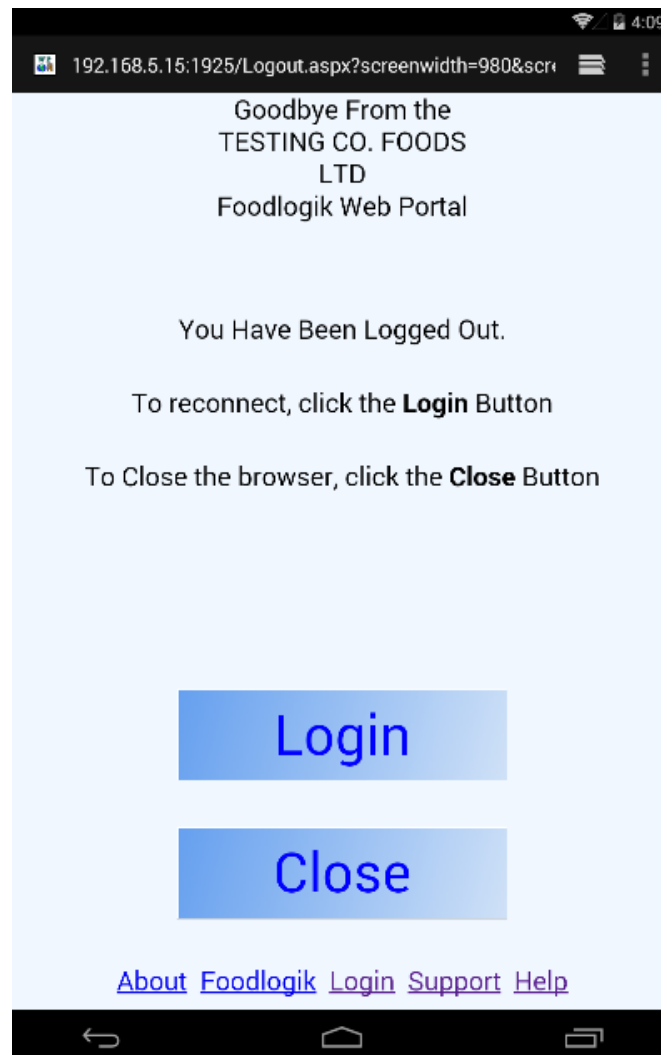 4:09
192.168.5.15:1925/Logout.aspx?screenwidth=980&scre
Goodbye From the
TESTING CO. FOODS
LTD
Foodlogik Web Portal
You Have Been Logged Out.
To reconnect, click the Login Button
To Close the browser, click the Close Button
Login
Close
About Foodlogik Login Support Help